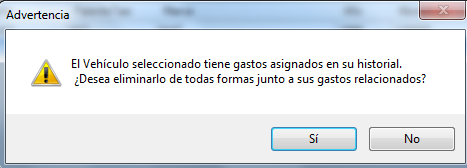 Advertencia
El Vehículo seleccionado tiene gastos asignados en su historial.
¿Desea eliminarlo de todas formas junto a sus gastos relacionados?
Sí
No